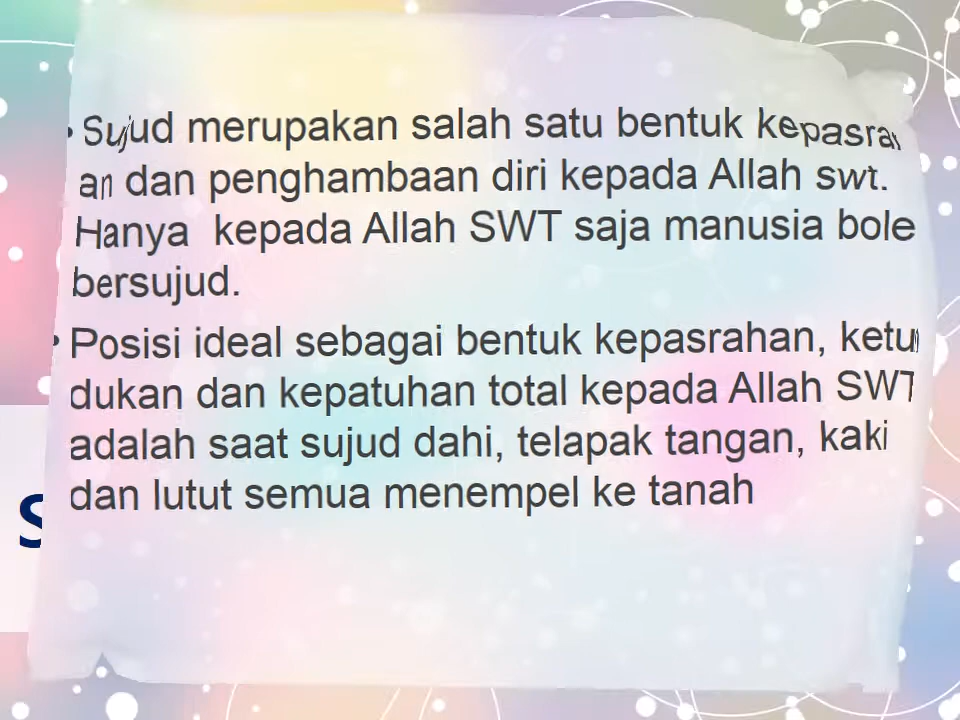 • Sujud merupakan salah satu bentuk kepasra
an dan penghambaan diri kepada Allah swt.
Hanya kepada Allah SWT saja manusia bole
bersujud.
• Posisi ideal sebagai bentuk kepasrahan, ketun
dukan dan kepatuhan total kepada Allah SWT
adalah saat sujud dahi, telapak tangan, kaki
dan lutut semua menempel ke tanah
S